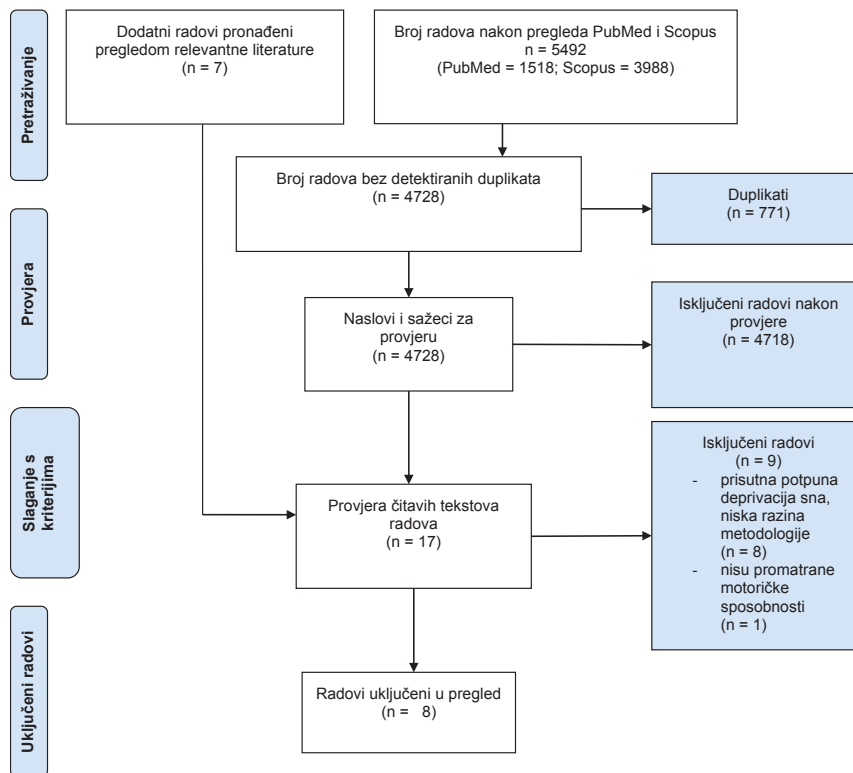 Pretraživanje
Dodatni radovi pronađeni
pregledom relevantne literature
(n = 7)
Broj radova nakon pregleda PubMed i Scopus
n = 5492
(PubMed = 1518; Scopus = 3988)
Broj radova bez detektiranih duplikata
(n = 4728)
Duplikati
(n = 771)
Provjera
Naslovi i sažeci za
provjeru
(n = 4728)
Isključeni radovi nakon
provjere
(n = 4718)
Slaganje s
kriterijima
Provjera čitavih tekstova
radova
(n = 17)
Isključeni radovi
(n = 9)
- prisutna potpuna
deprivacija sna,
niska razina
metodologije
(n = 8)
- nisu promatrane
motoričke
sposobnosti
(n = 1)
Uključeni radovi
Radovi uključeni u pregled
(n = 8)